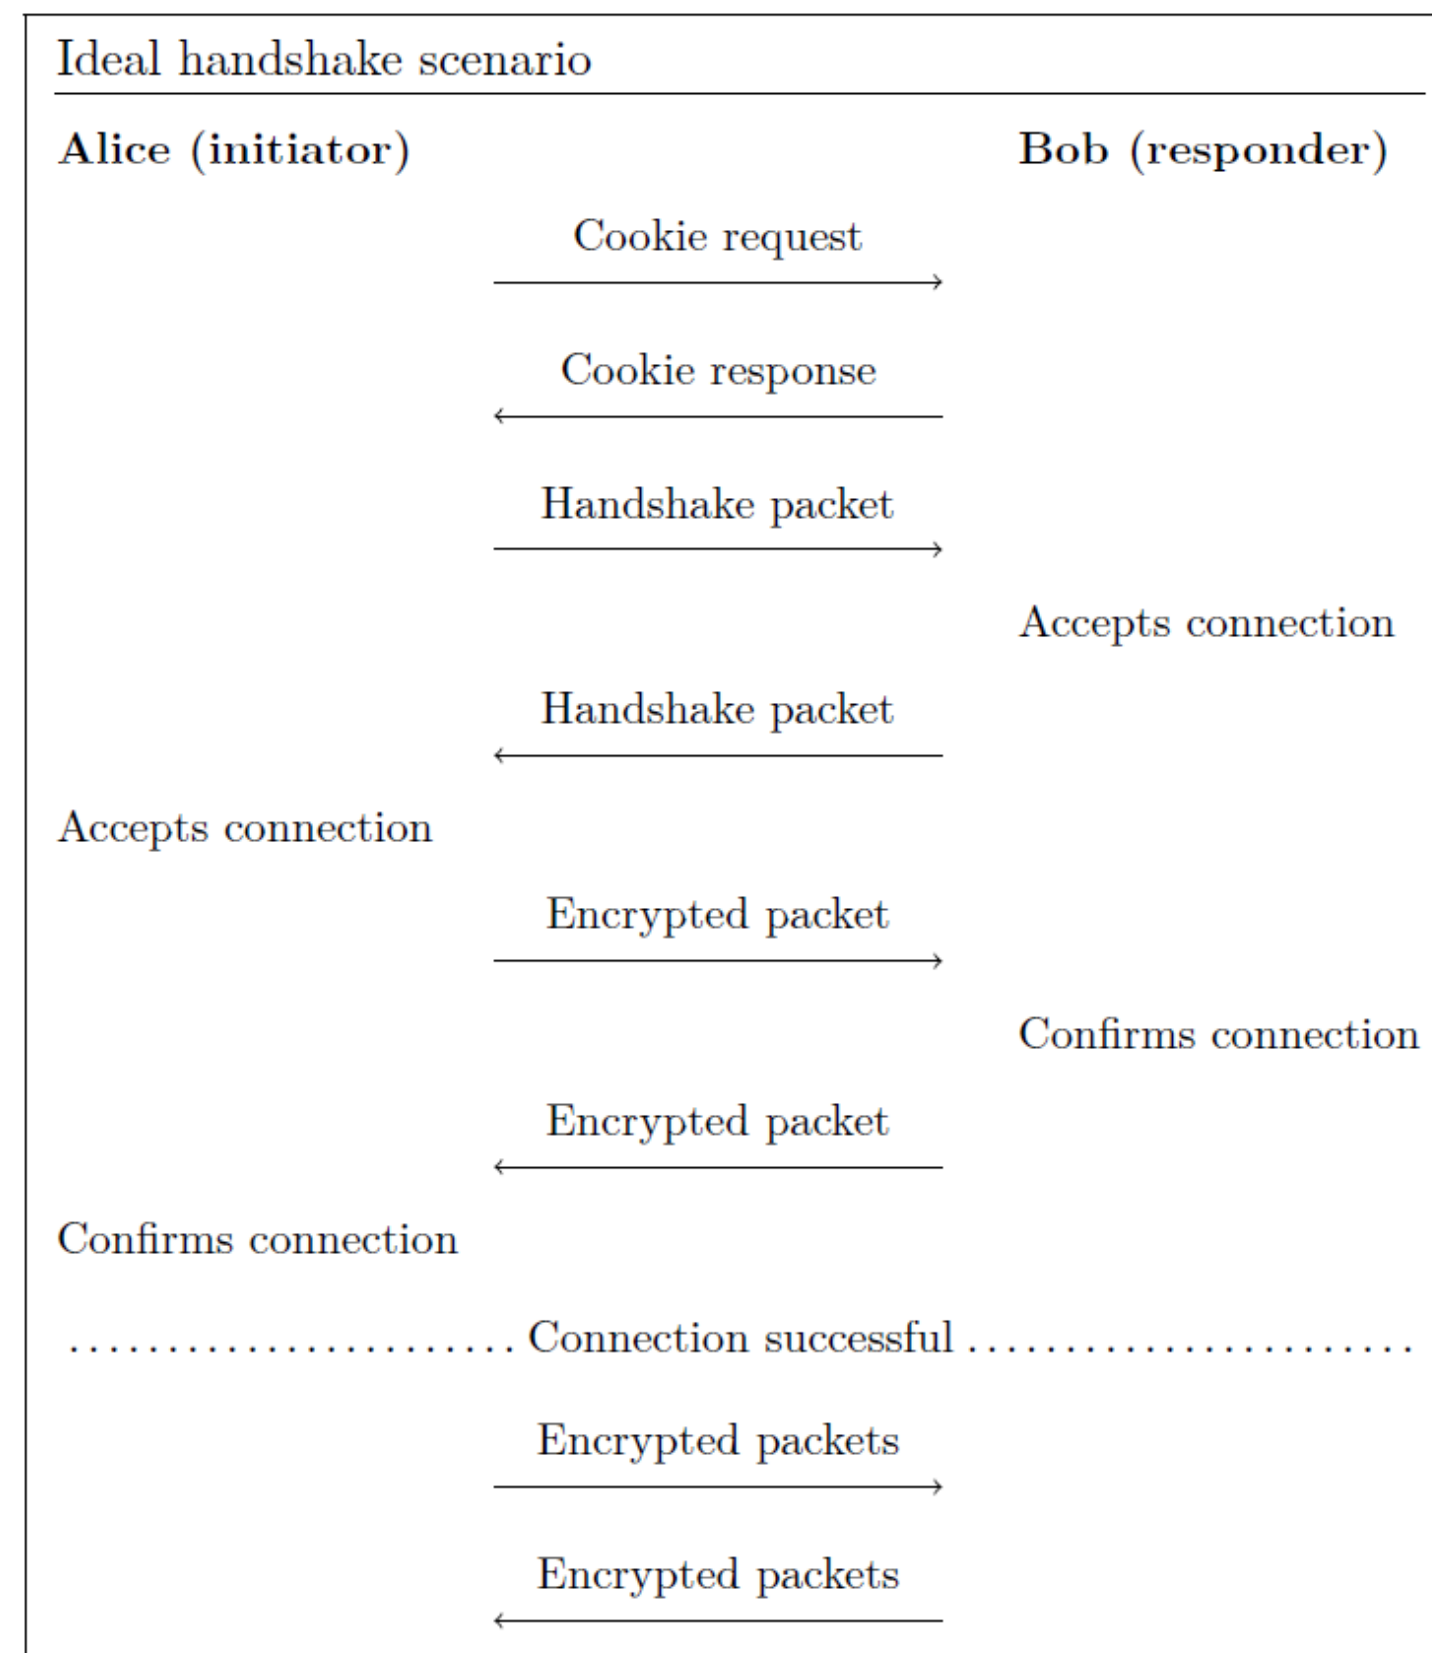 Ideal handshake scenario
Alice (initiator) Bob (responder)
Cookie request
Cookie response
Handshake packet
Accepts connection
Handshake packet
Accepts connection
Encrypted packet
Confirms connection
Encrypted packet
Confirms connection
. . . . . . . . . . . . . . . . . . . . . . . Connection successful . . . . . . . . . . . . . . . . . . . . . . .
Encrypted packets
Encrypted packets